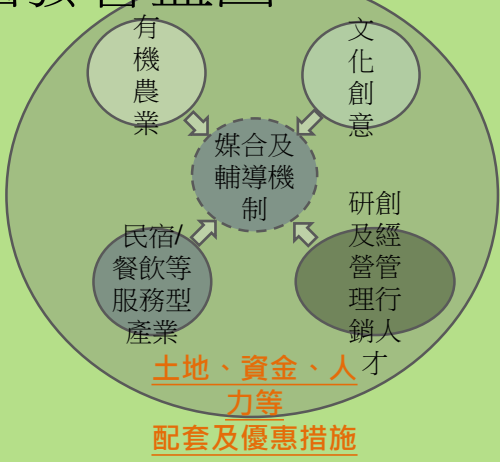 有
機
農
業
文
化
創
意
媒合及
輔導機
制
民宿/
餐飲等
服務型
產業
研創
及經
營管
理行
銷人
才
土地、資金、人
力等
配套及優惠措施